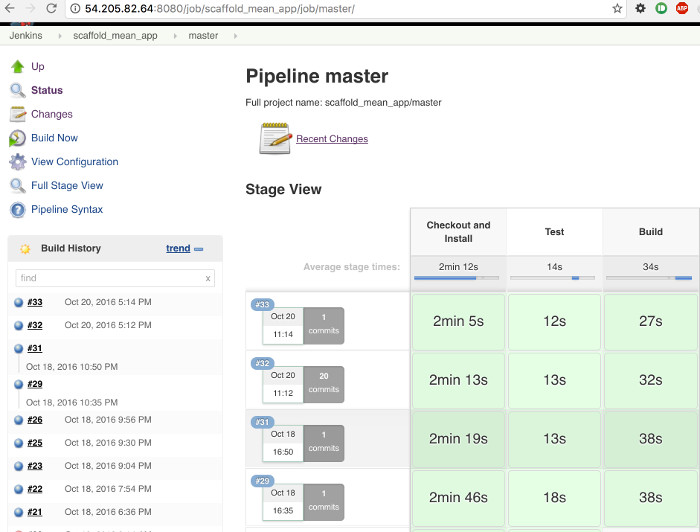 54.205.82.64:8080/job/scaffold_mean_app/job/master/
ABP
Jenkins scaffold_mean_app master
Up
Status
Changes
Build Now
View Configuration
Full Stage View
Pipeline Syntax
Build History trend
find x
#33 Oct 20, 2016 5:14 PM
#32 Oct 20, 2016 5:12 PM
#31
Oct 18, 2016 10:50 PM
#29
Oct 18, 2016 10:35 PM
#26 Oct 18, 2016 9:56 PM
#25 Oct 18, 2016 9:30 PM
#23 Oct 18, 2016 9:04 PM
#22 Oct 18, 2016 7:54 PM
#21 Oct 18, 2016 6:36 PM
Pipeline master
Full project name: scaffold_mean_app/master
Recent Changes
Stage View
Checkout and
Install
Test
Build
Average stage times:
2min 12s 14s 34s
#33
Oct 20
11:14
1
commits
2min 5s 12s 27s
#32
Oct 20
11:12
20
commits
2min 13s 13s 32s
#31
Oct 18
16:50
1
commits
2min 19s 13s 38s
#29
Oct 18
16:35
1
commits
2min 46s 18s 38s